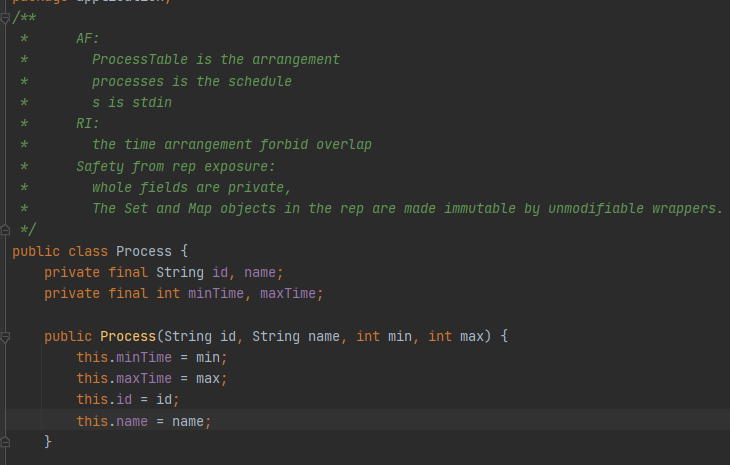 package application;
/**
 * AF:
 * ProcessTable is the arrangement
 * processes is the schedule
 * s is stdin
 * RI:
 * the time arrangement forbid overlap
 * Safety from rep exposure:
 * whole fields are private,
 * The Set and Map objects in the rep are made immutable by unmodifiable wrappers.
 */
public class Process {
    private final String id, name;
    private final int minTime, maxTime;
    public Process(String id, String name, int min, int max) {
        this.minTime = min;
        this.maxTime = max;
        this.id = id;
        this.name = name;
    }